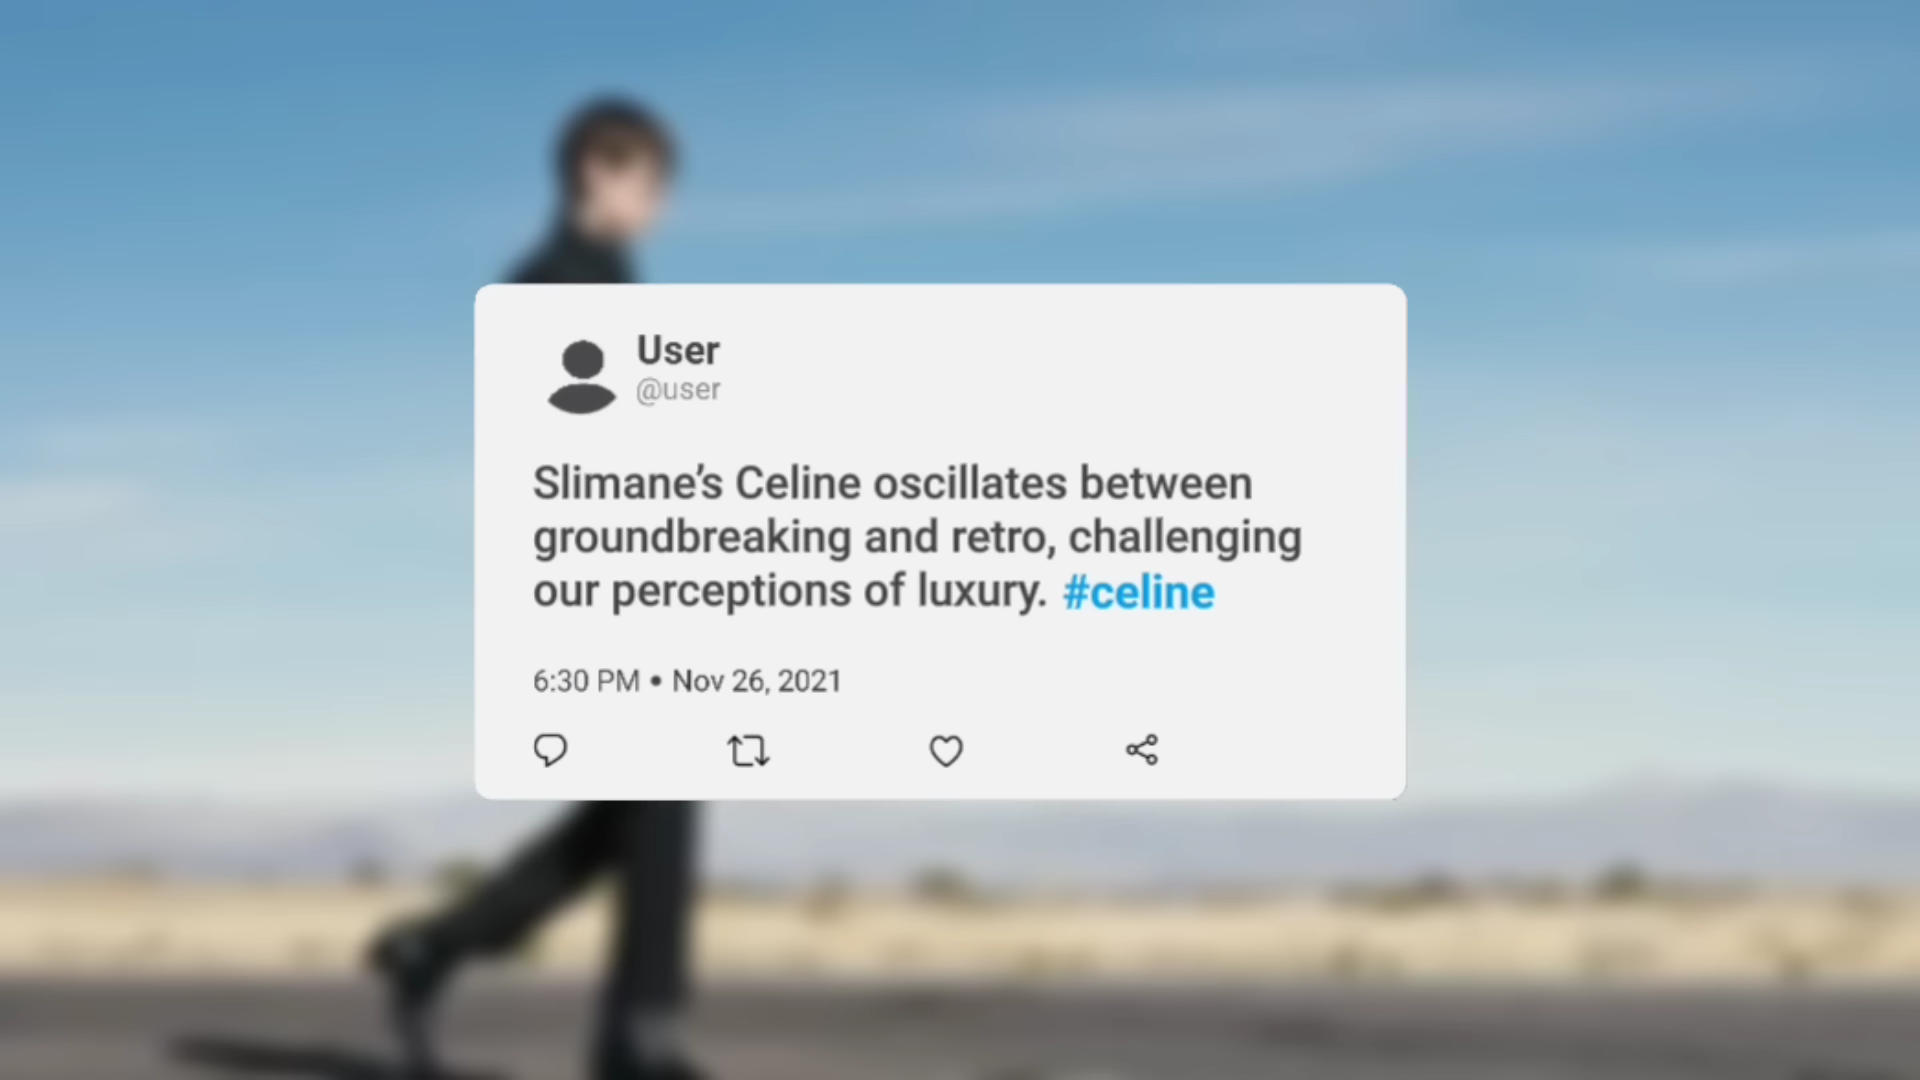 User
@user
Slimane’s Celine oscillates between
groundbreaking and retro, challenging
our perceptions of luxury. #celine
6:30 PM • Nov 26, 2021